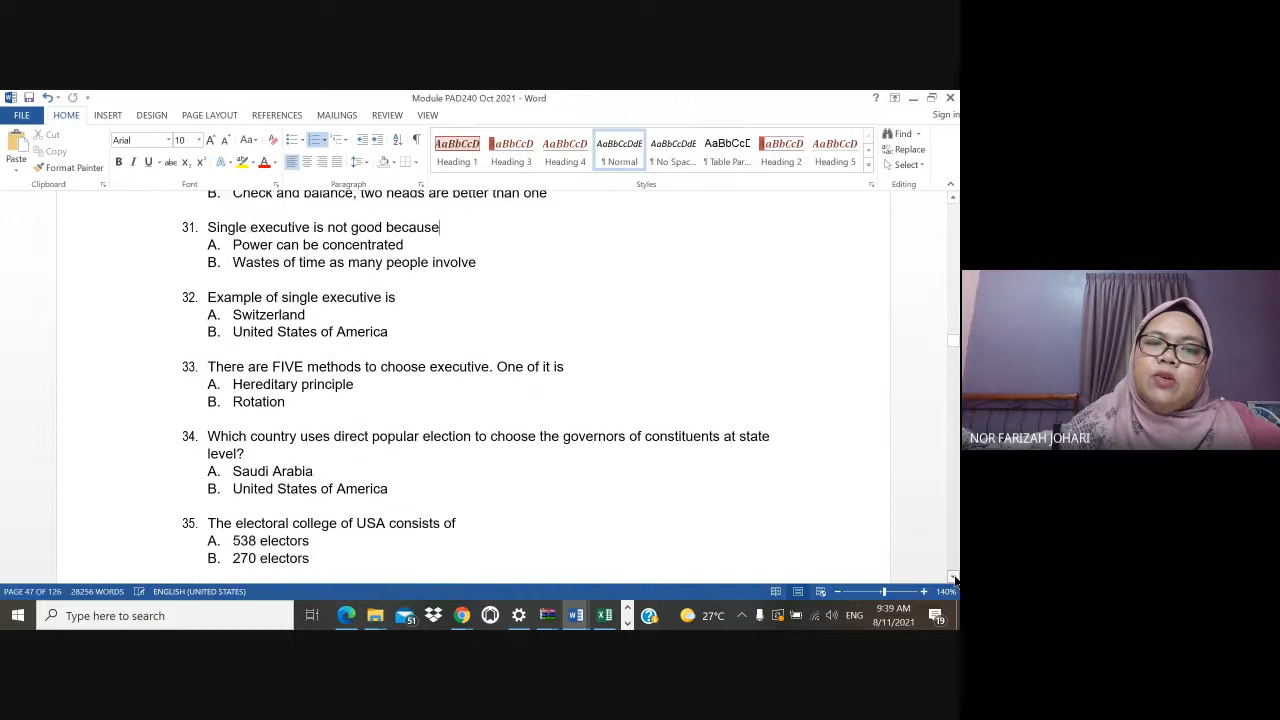 Module PAD240 Oct 2021 - Word
FILE HOME INSERT DESIGN PAGE LAYOUT REFERENCES MAILINGS REVIEW VIEW Sign in
Cut
Copy
Format Painter
Paste
Clipboard
Arial 10
Font
Paragraph
AaBbCcD AaBbCcD AaBbCcD AaBbCcDdE AaBbCcDdE AaBbCcD AaBbCcD AaBbCcD
Heading 1 Heading 3 Heading 4 ¶ Normal ¶ No Spac... ¶ Table Par... Heading 2 Heading 5
Styles
Find
Replace
Select
Editing
B. Check and balance, two heads are better than one
31. Single executive is not good because
A. Power can be concentrated
B. Wastes of time as many people involve
32. Example of single executive is
A. Switzerland
B. United States of America
33. There are FIVE methods to choose executive. One of it is
A. Hereditary principle
B. Rotation
34. Which country uses direct popular election to choose the governors of constituents at state
level?
A. Saudi Arabia
B. United States of America
35. The electoral college of USA consists of
A. 538 electors
B. 270 electors
PAGE 47 OF 126 28256 WORDS ENGLISH (UNITED STATES) 140%
Type here to search
51
27°C
ENG
9:39 AM
8/11/2021
19
NOR FARIZAH JOHARI